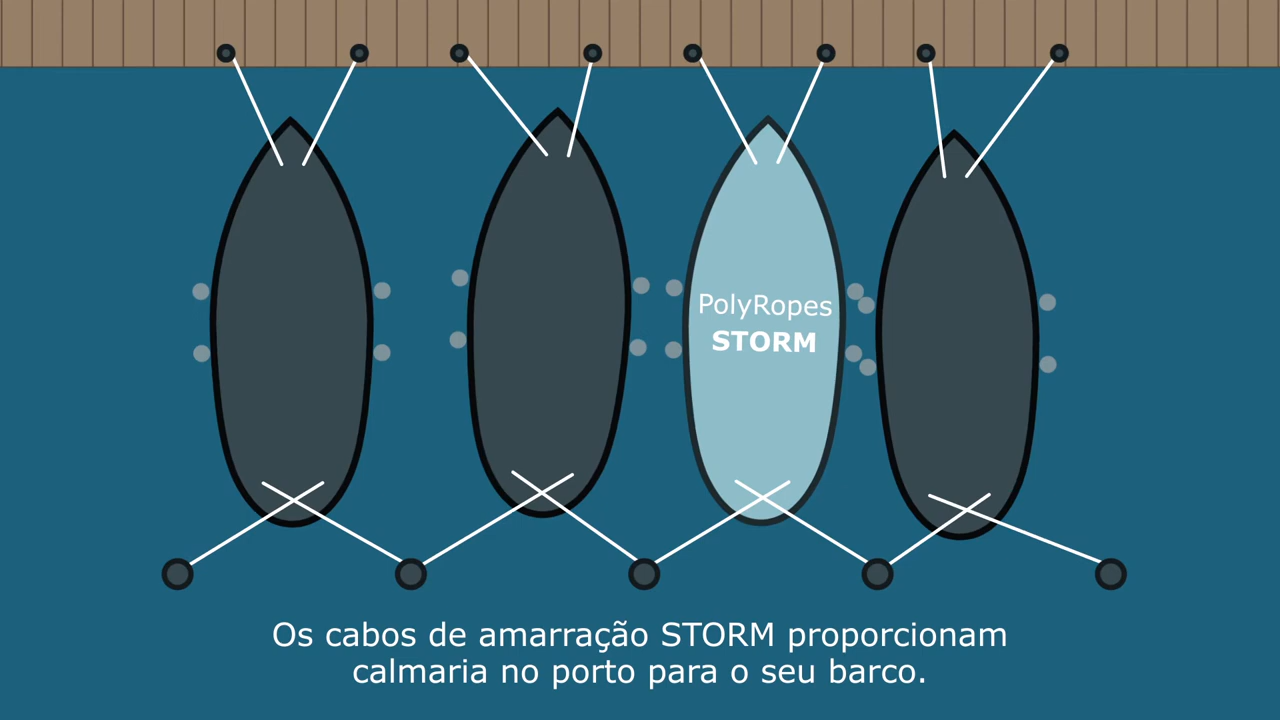 PolyRopes
STORM
Os cabos de amarração STORM proporcionam
calmaria no porto para o seu barco.